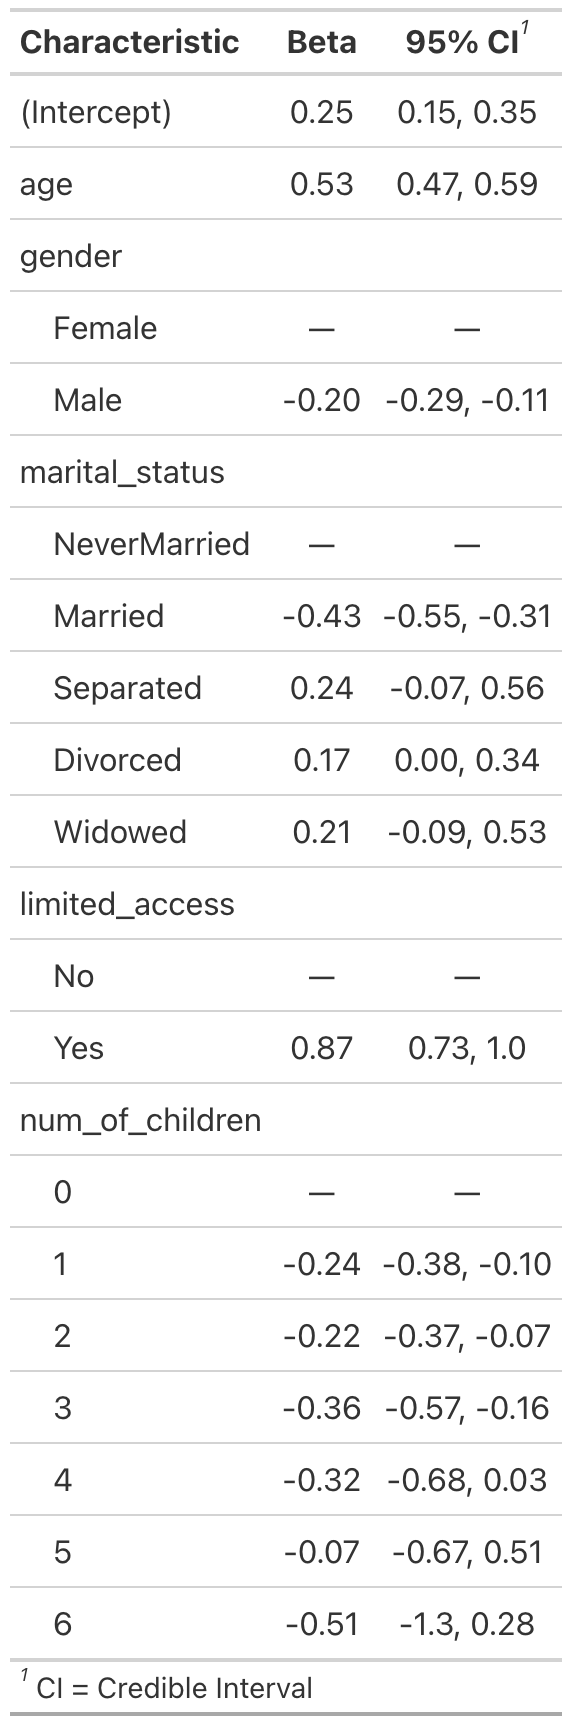 Characteristic Beta 95% CI¹
(Intercept) 0.25 0.15, 0.35
age 0.53 0.47, 0.59
gender
Female — —
Male -0.20 -0.29, -0.11
marital_status
NeverMarried — —
Married -0.43 -0.55, -0.31
Separated 0.24 -0.07, 0.56
Divorced 0.17 0.00, 0.34
Widowed 0.21 -0.09, 0.53
limited_access
No — —
Yes 0.87 0.73, 1.0
num_of_children
0 — —
1 -0.24 -0.38, -0.10
2 -0.22 -0.37, -0.07
3 -0.36 -0.57, -0.16
4 -0.32 -0.68, 0.03
5 -0.07 -0.67, 0.51
6 -0.51 -1.3, 0.28
¹ CI = Credible Interval